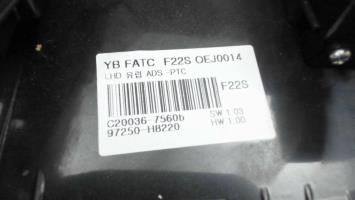 YB FATC F22S OEJ0014
LHD 유럽 ADS -PTC
F22S
C20036-7560b
SW 1.03
97250-H8220
HW 1.00